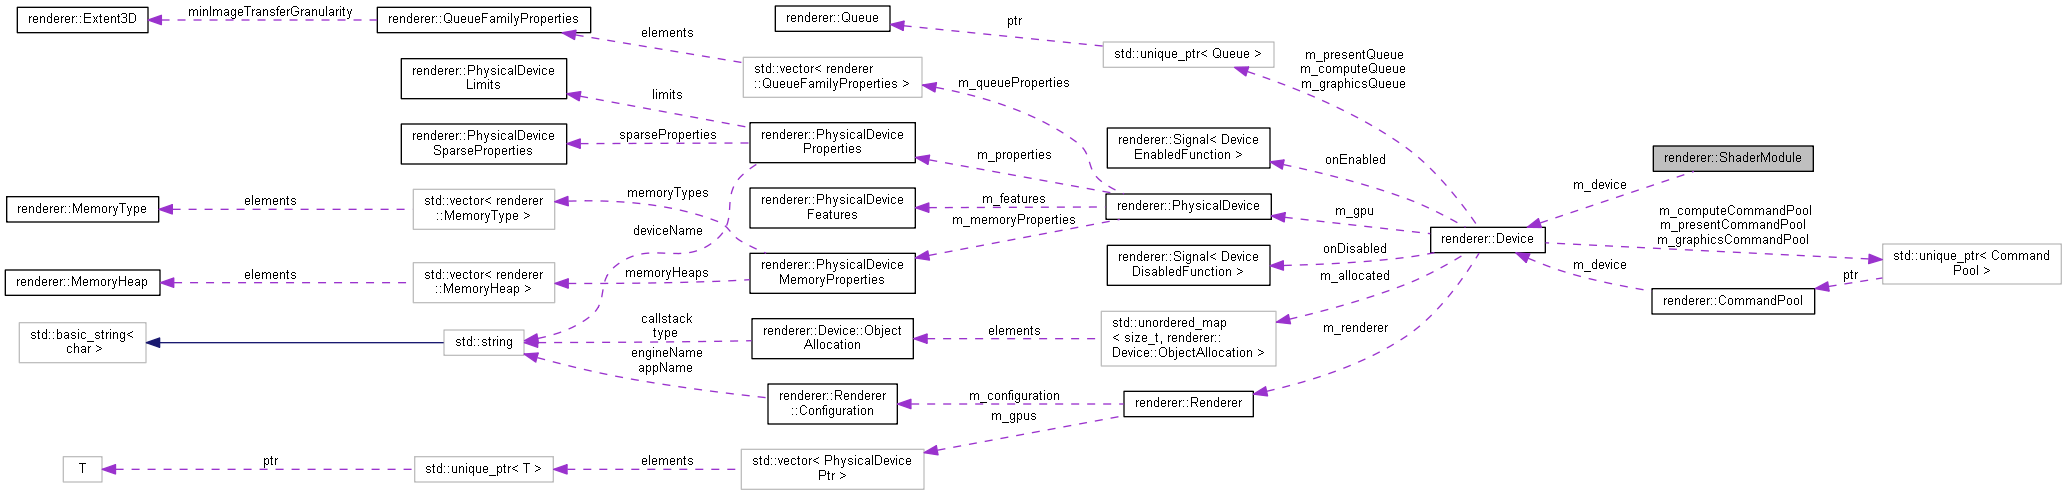 renderer::Extent3D
minImageTransferGranularity
renderer::QueueFamilyProperties
elements
std::vector< renderer
::QueueFamilyProperties >
renderer::Queue
ptr
std::unique_ptr< Queue >
m_presentQueue
m_computeQueue
m_graphicsQueue
renderer::PhysicalDevice
Limits
limits
m_queueProperties
renderer::PhysicalDevice
SparseProperties
sparseProperties
renderer::PhysicalDevice
Properties
m_properties
renderer::Signal< Device
EnabledFunction >
onEnabled
renderer::ShaderModule
m_device
renderer::MemoryType
elements
std::vector< renderer
::MemoryType >
memoryTypes
renderer::PhysicalDevice
Features
m_features
m_memoryProperties
renderer::PhysicalDevice
m_gpu
renderer::Device
m_computeCommandPool
m_presentCommandPool
m_graphicsCommandPool
std::unique_ptr< Command
Pool >
ptr
deviceName
renderer::MemoryHeap
elements
std::vector< renderer
::MemoryHeap >
memoryHeaps
renderer::PhysicalDevice
MemoryProperties
renderer::Signal< Device
DisabledFunction >
onDisabled
m_allocated
m_device
renderer::CommandPool
std::basic_string<
char >
std::string
callstack
type
engineName
appName
renderer::Device::Object
Allocation
elements
std::unordered_map
< size_t, renderer::
Device::ObjectAllocation >
m_renderer
renderer::Renderer
::Configuration
m_configuration
renderer::Renderer
m_gpus
T
ptr
std::unique_ptr< T >
elements
std::vector< PhysicalDevice
Ptr >